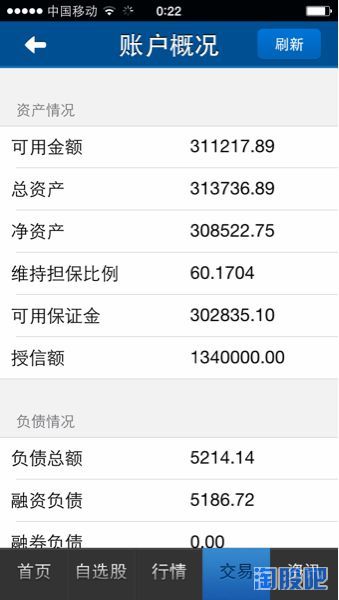 中国移动 0:22
账户概况 刷新
资产情况
可用金额 311217.89
总资产 313736.89
净资产 308522.75
维持担保比例 60.1704
可用保证金 302835.10
授信额 1340000.00
负债情况
负债总额 5214.14
融资负债 5186.72
融券负债 0.00
首页 自选股 行情 交易 资讯
淘股吧